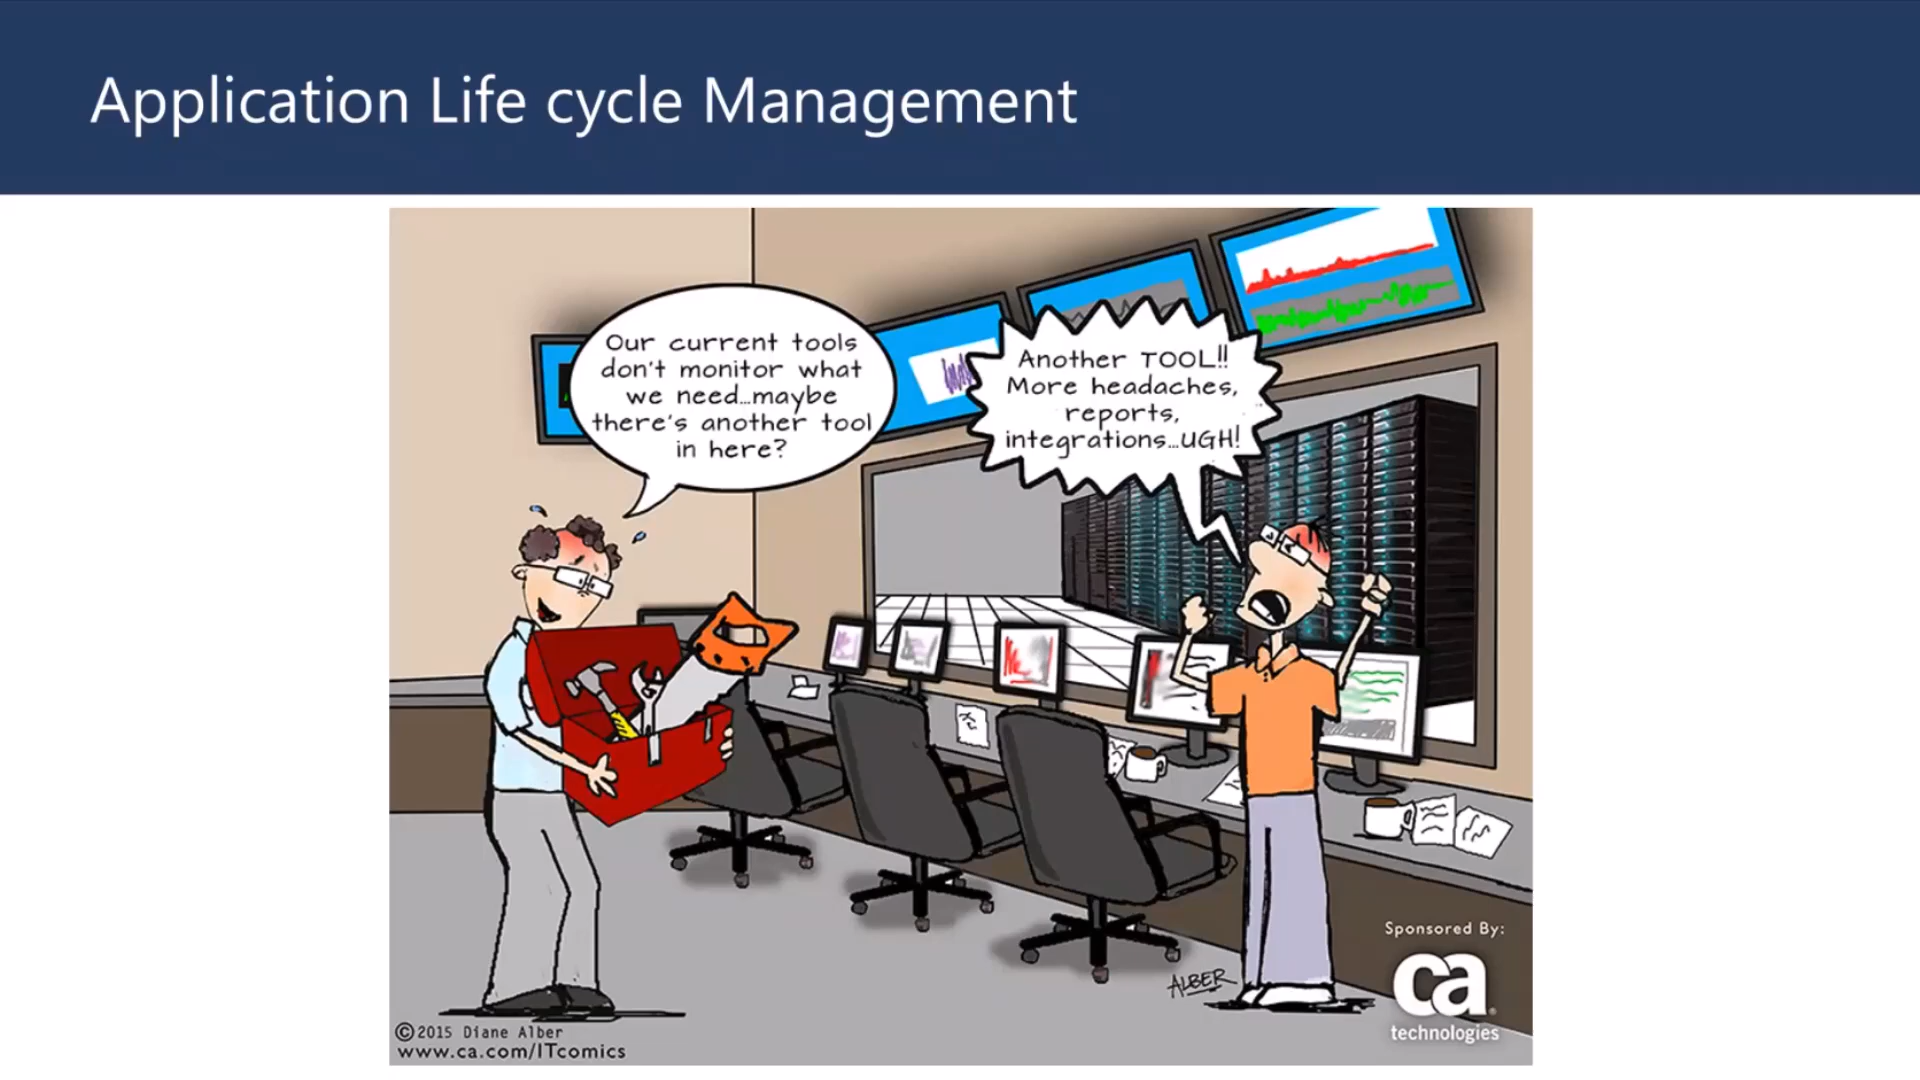 Application Life cycle Management
Our current tools
don't monitor what
we need...maybe
there's another tool
in here?
Another TOOL!!
More headaches,
reports,
integrations...UGH!
ALBER
Sponsored By:
ca
technologies
©2015 Diane Alber
www.ca.com/ITcomics